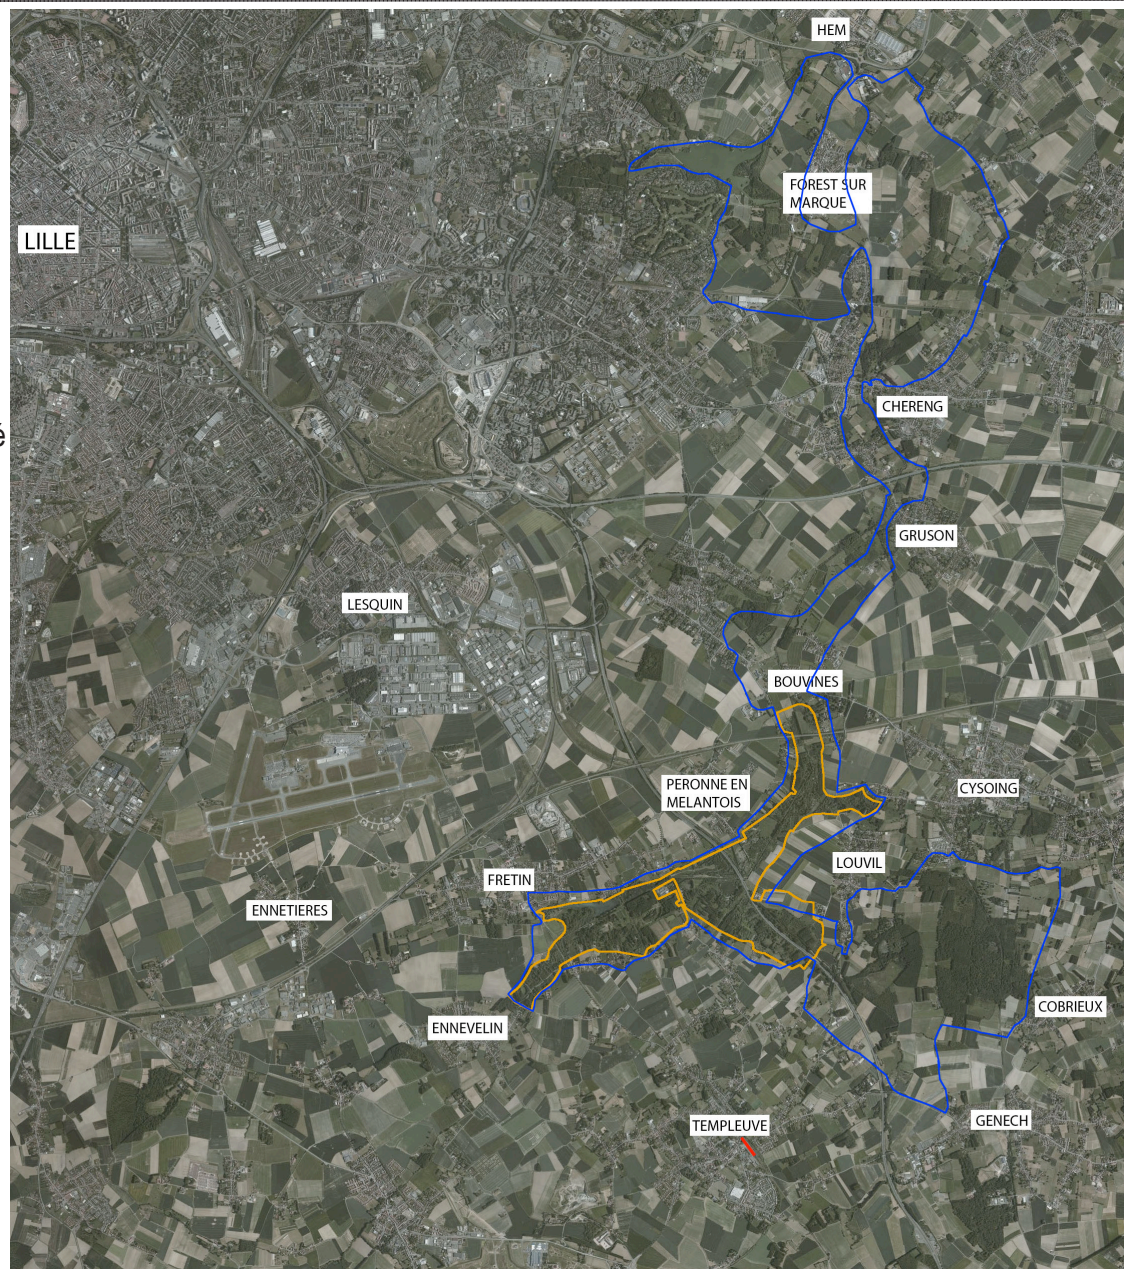 HEM
FOREST SUR
MARQUE
LILLE
CHERENG
é
GRUSON
LESQUIN
BOUVINES
PERONNE EN
MELANTOIS
CYSOING
LOUVIL
FRETIN
ENNETIERES
COBRIEUX
ENNEVELIN
GENECH
TEMPLEUVE